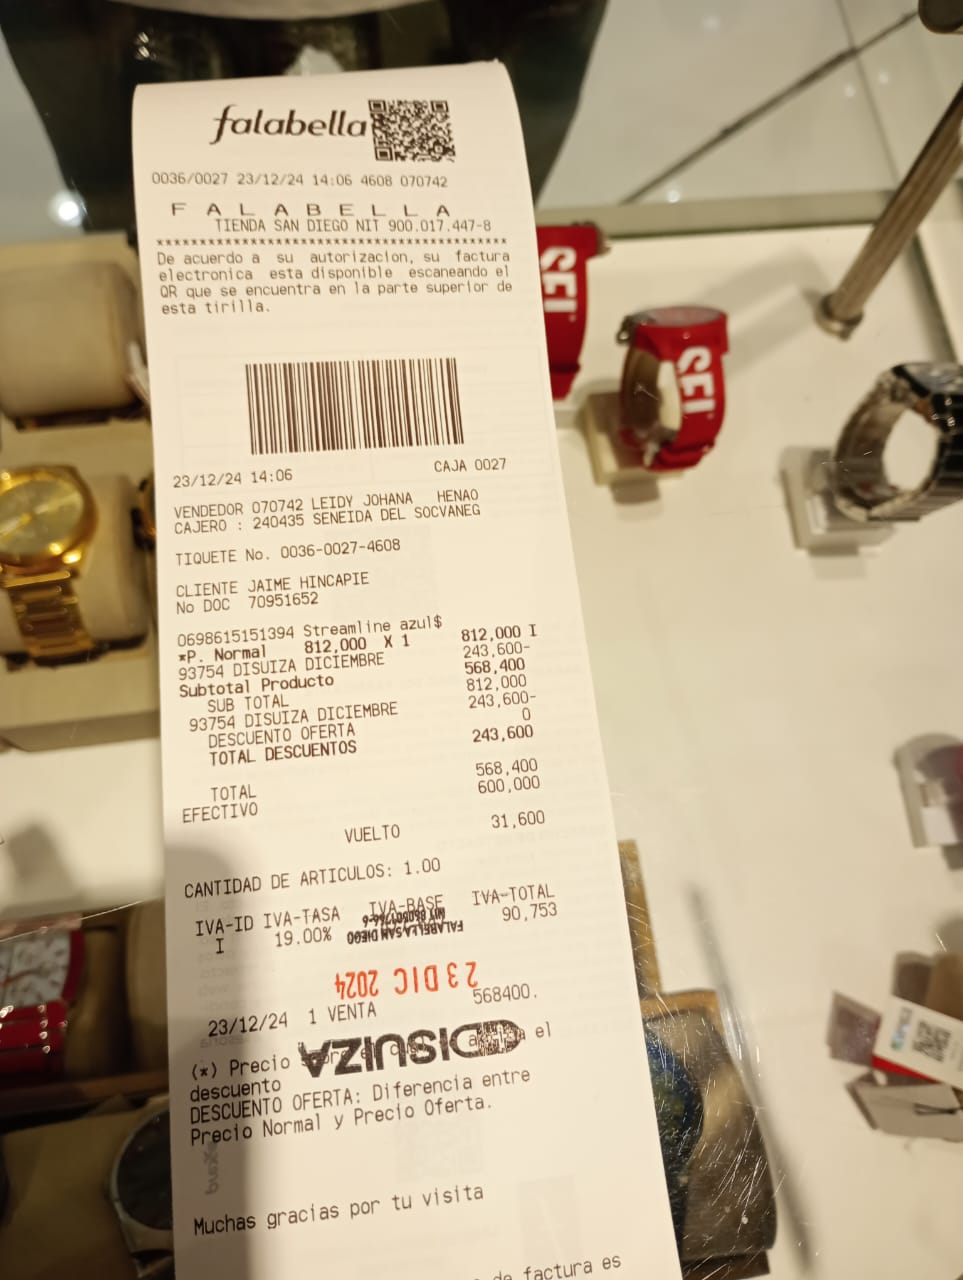 falabella
0036/0027 23/12/24 14:06 4608 070742
F A L A B E L L A
TIENDA SAN DIEGO NIT 900.017.447-8
****************************************
De acuerdo a su autorizacion, su factura
electronica esta disponible escaneando el
QR que se encuentra en la parte superior de
esta tirilla.
23/12/24 14:06 CAJA 0027
VENDEDOR 070742 LEIDY JOHANA HENAO
CAJERO : 240435 SENEIDA DEL SOCVANEG
TIQUETE No. 0036-0027-4608
CLIENTE JAIME HINCAPIE
No DOC 70951652
0698615151394 Streamline azul$
*P. Normal 812,000 X 1 812,000 I
93754 DISUIZA DICIEMBRE 243,600-
Subtotal Producto 568,400
SUB TOTAL 812,000
93754 DISUIZA DICIEMBRE 243,600-
DESCUENTO OFERTA 0
TOTAL DESCUENTOS 243,600
TOTAL 568,400
EFECTIVO 600,000
VUELTO 31,600
CANTIDAD DE ARTICULOS: 1.00
IVA-ID IVA-TASA IVA-BASE IVA-TOTAL
I 19.00% 90,753
FALABELLA SAN DIEGO
23 DIC 2024
23/12/24 1 VENTA 568400.
DISUIZA
(*) Precio el
descuento
DESCUENTO OFERTA: Diferencia entre
Precio Normal y Precio Oferta.
Muchas gracias por tu visita
de factura es
SEI
SEI